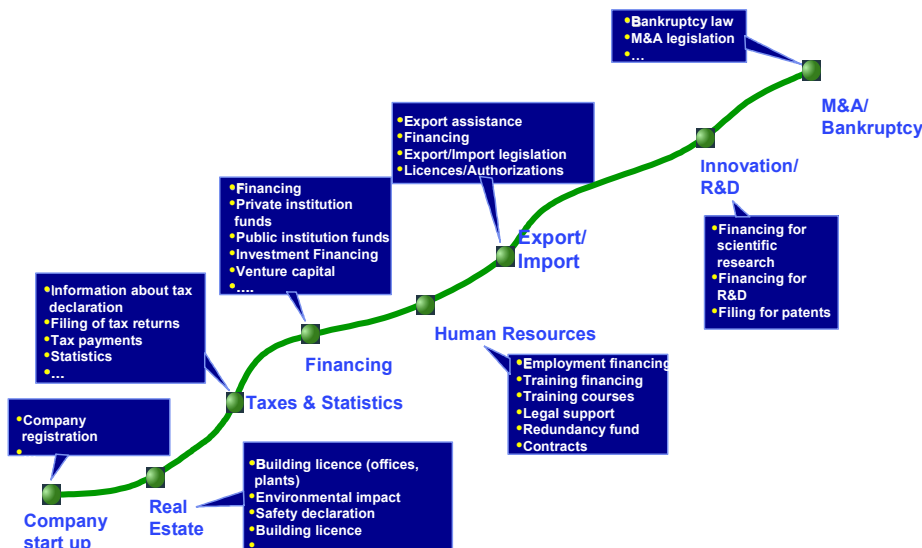 •Bankruptcy law
•M&A legislation
•...
M&A/
Bankruptcy
•Export assistance
•Financing
•Export/Import legislation
•Licences/Authorizations
Innovation/
R&D
•Financing for
scientific
research
•Financing for
R&D
•Filing for patents
•Financing
•Private institution
funds
•Public institution funds
•Investment Financing
•Venture capital
•....
Export/
Import
•Information about tax
declaration
•Filing of tax returns
•Tax payments
•Statistics
•...
Human Resources
•Employment financing
•Training financing
•Training courses
•Legal support
•Redundancy fund
•Contracts
Financing
Taxes & Statistics
•Company
registration
•
•Building licence (offices,
plants)
•Environmental impact
•Safety declaration
•Building licence
•
Real
Estate
Company
start up